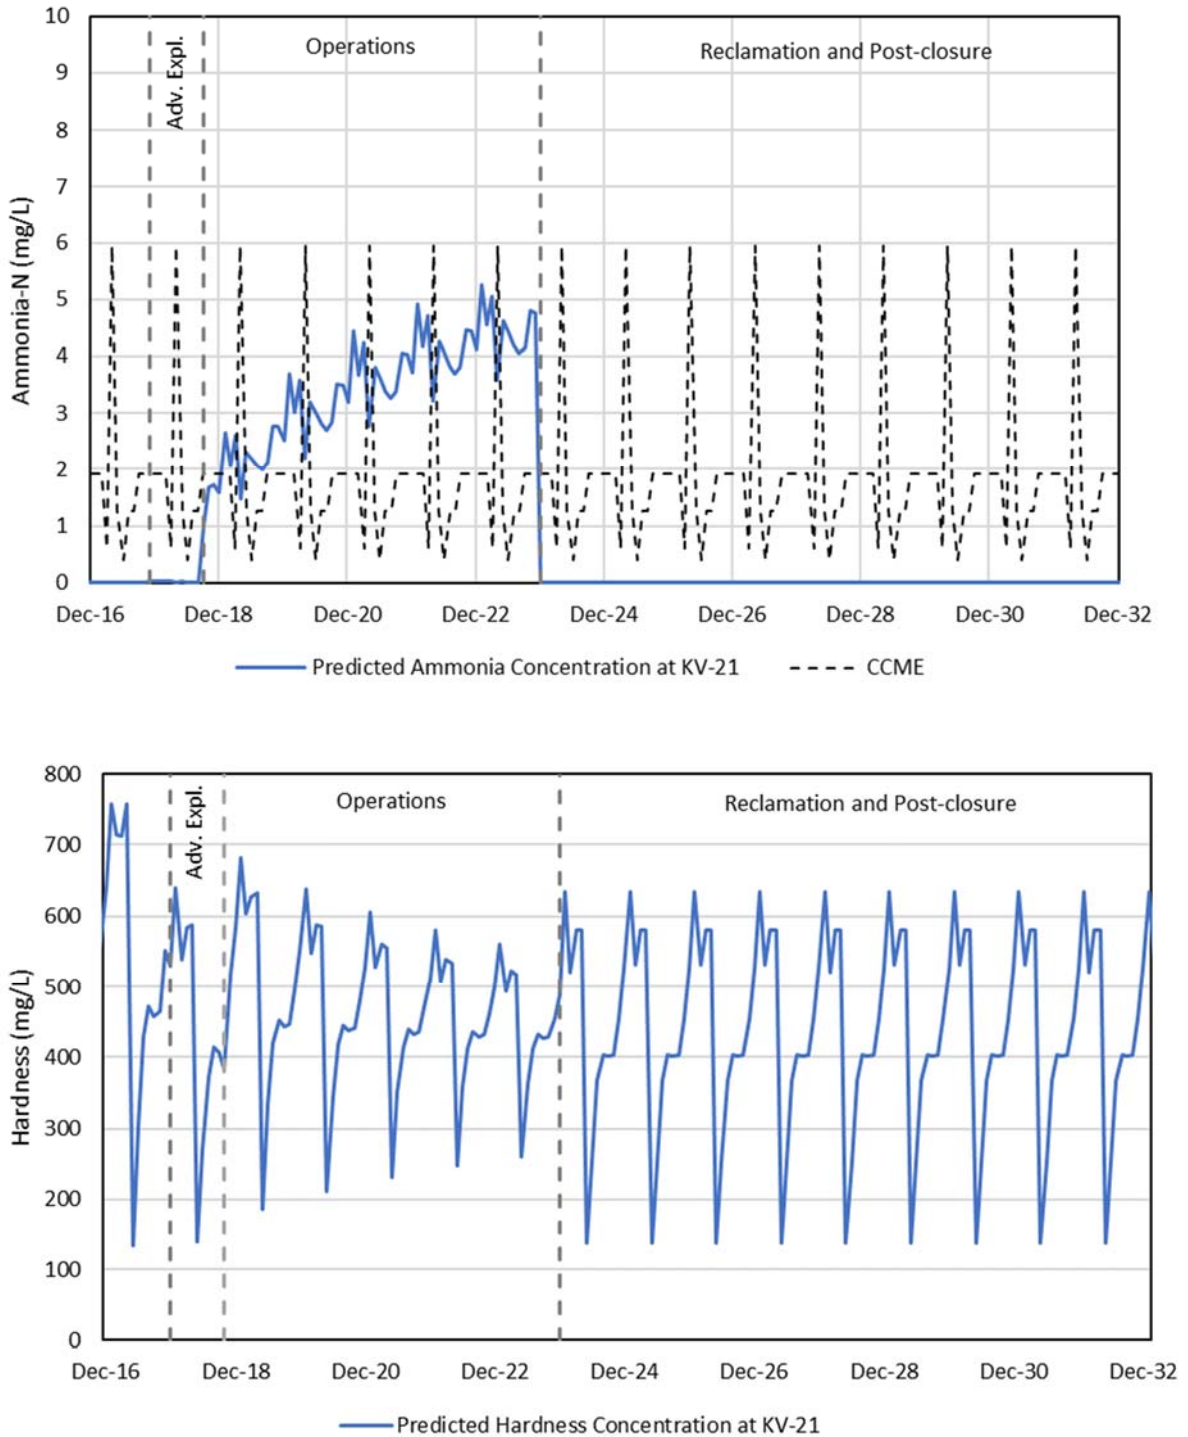 10
Operations
Reclamation and Post-closure
Adv. Expl.
9
8
7
6
5
4
3
2
1
0
Ammonia-N (mg/L)
Dec-16 Dec-18 Dec-20 Dec-22 Dec-24 Dec-26 Dec-28 Dec-30 Dec-32
Predicted Ammonia Concentration at KV-21 CCME
800
Operations
Reclamation and Post-closure
Adv. Expl.
700
600
500
400
300
200
100
0
Hardness (mg/L)
Dec-16 Dec-18 Dec-20 Dec-22 Dec-24 Dec-26 Dec-28 Dec-30 Dec-32
Predicted Hardness Concentration at KV-21